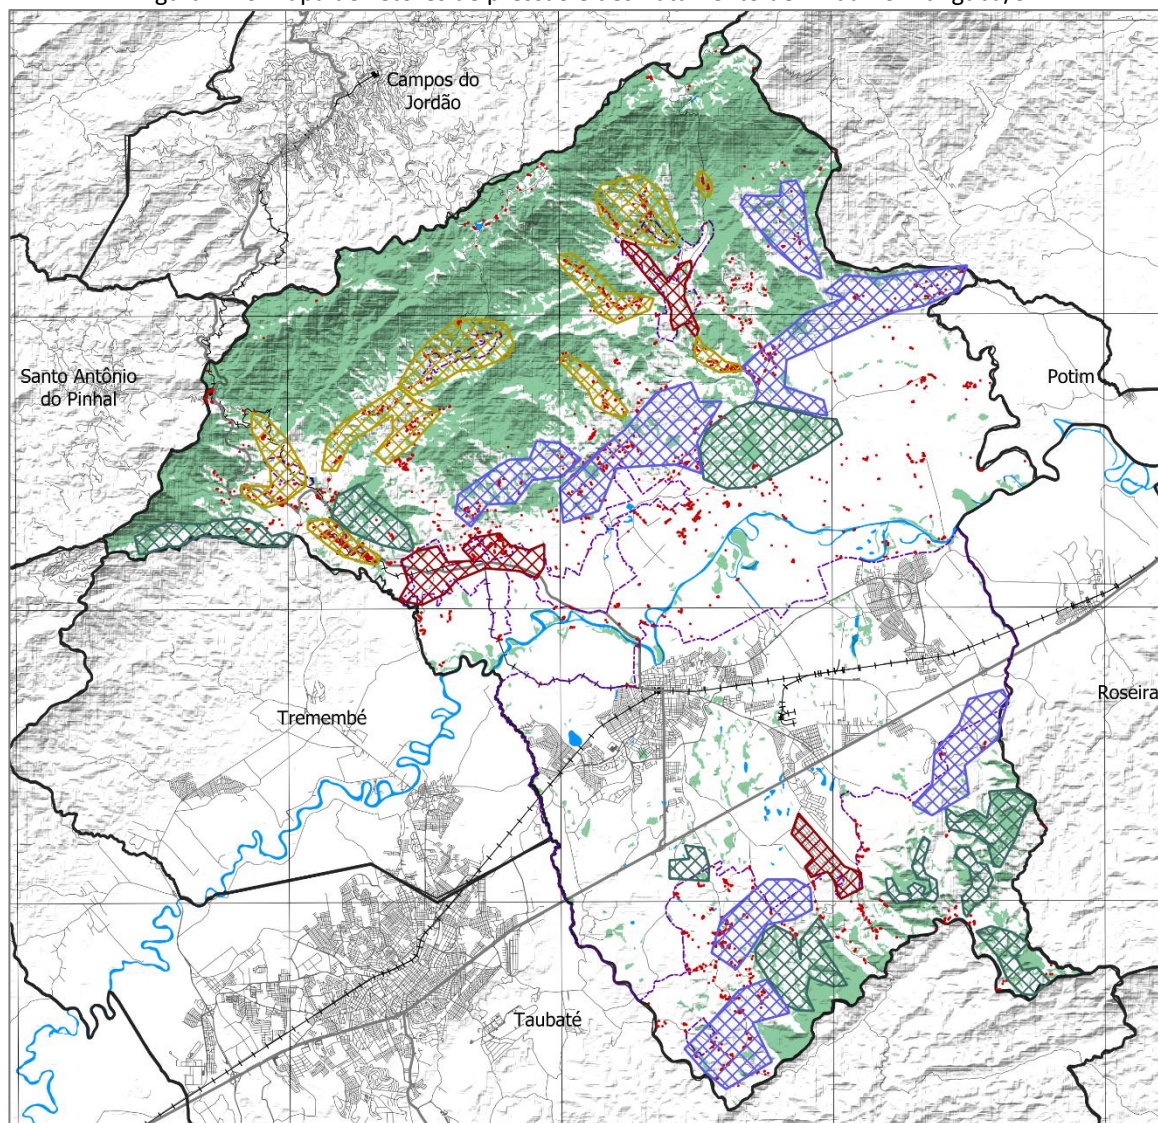 Campos do
Jordão
Santo Antônio
do Pinhal
Potim
Roseira
Tremembé
Taubaté